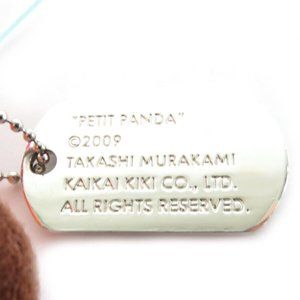 "PETIT PANDA"
©2009
TAKASHI MURAKAMI
KAIKAI KIKI CO., LTD.
ALL RIGHTS RESERVED.